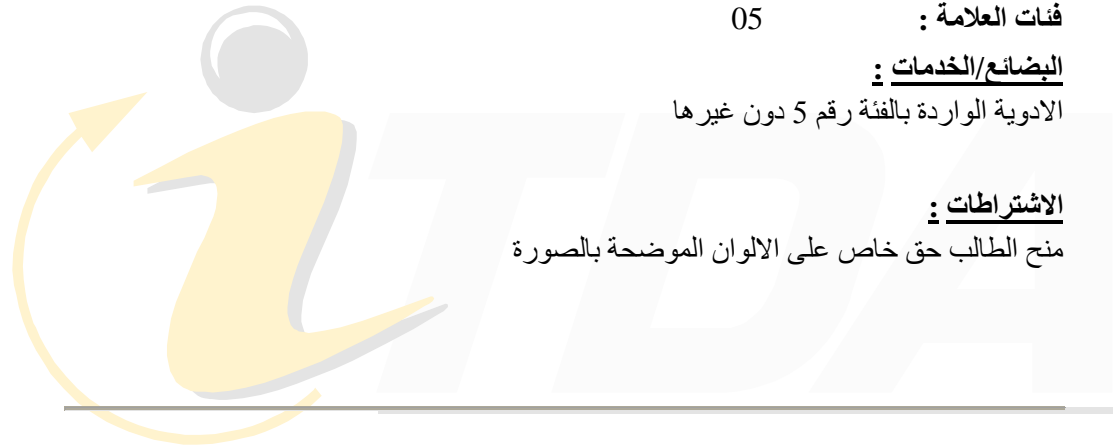 فئات العلامة : 05
البضائع/الخدمات :
الادوية الواردة بالفئة رقم 5 دون غيرها
الاشتراطات :
منح الطالب حق خاص على الالوان الموضحة بالصورة
iTDA